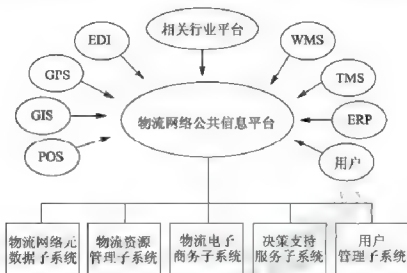 相关行业平台
EDI
WMS
GPS
TMS
物流网络公共信息平台
GIS
ERP
POS
用户
物流网络元
数据子系统
物流资源
管理子系统
物流电子
商务子系统
决策支持
服务子系统
用户
管理子系统